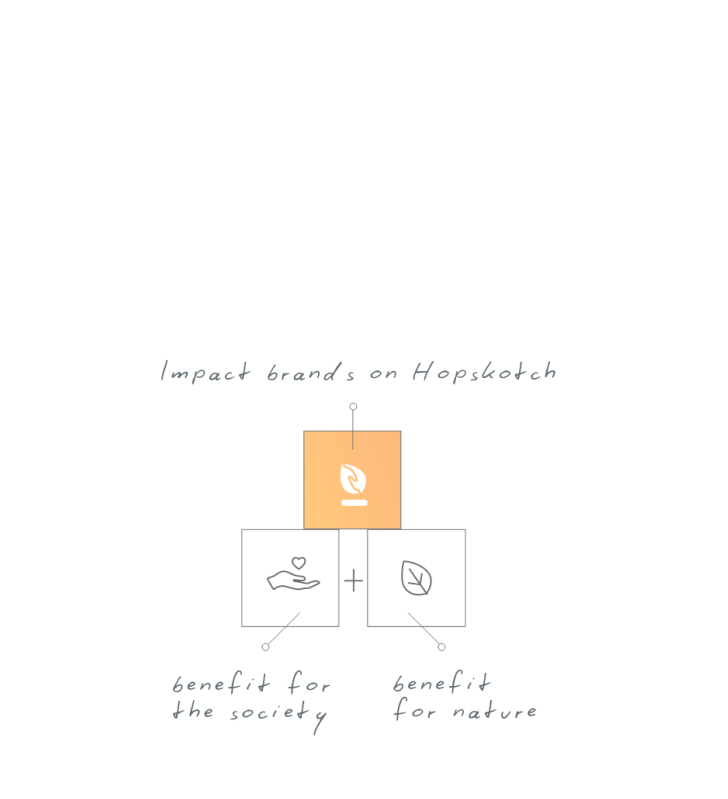 Impact brands on Hopskotch
+
benefit for
the society
benefit
for nature